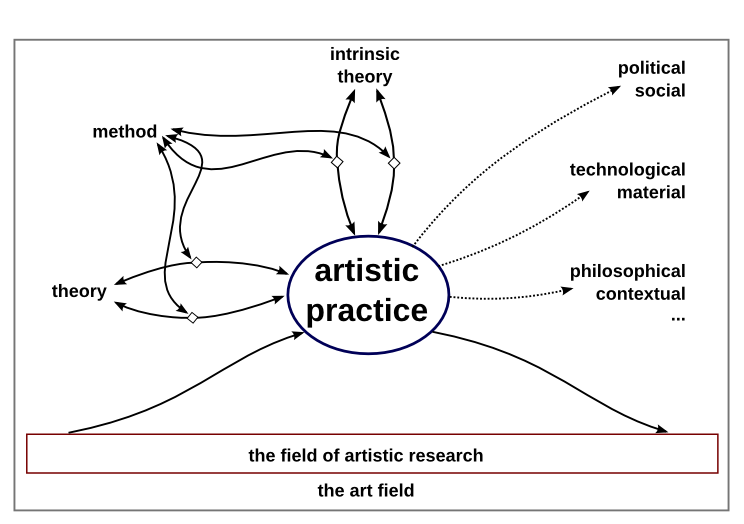 intrinsic
theory
political
social
method
technological
material
artistic
practice
philosophical
contextual
...
theory
the field of artistic research
the art field